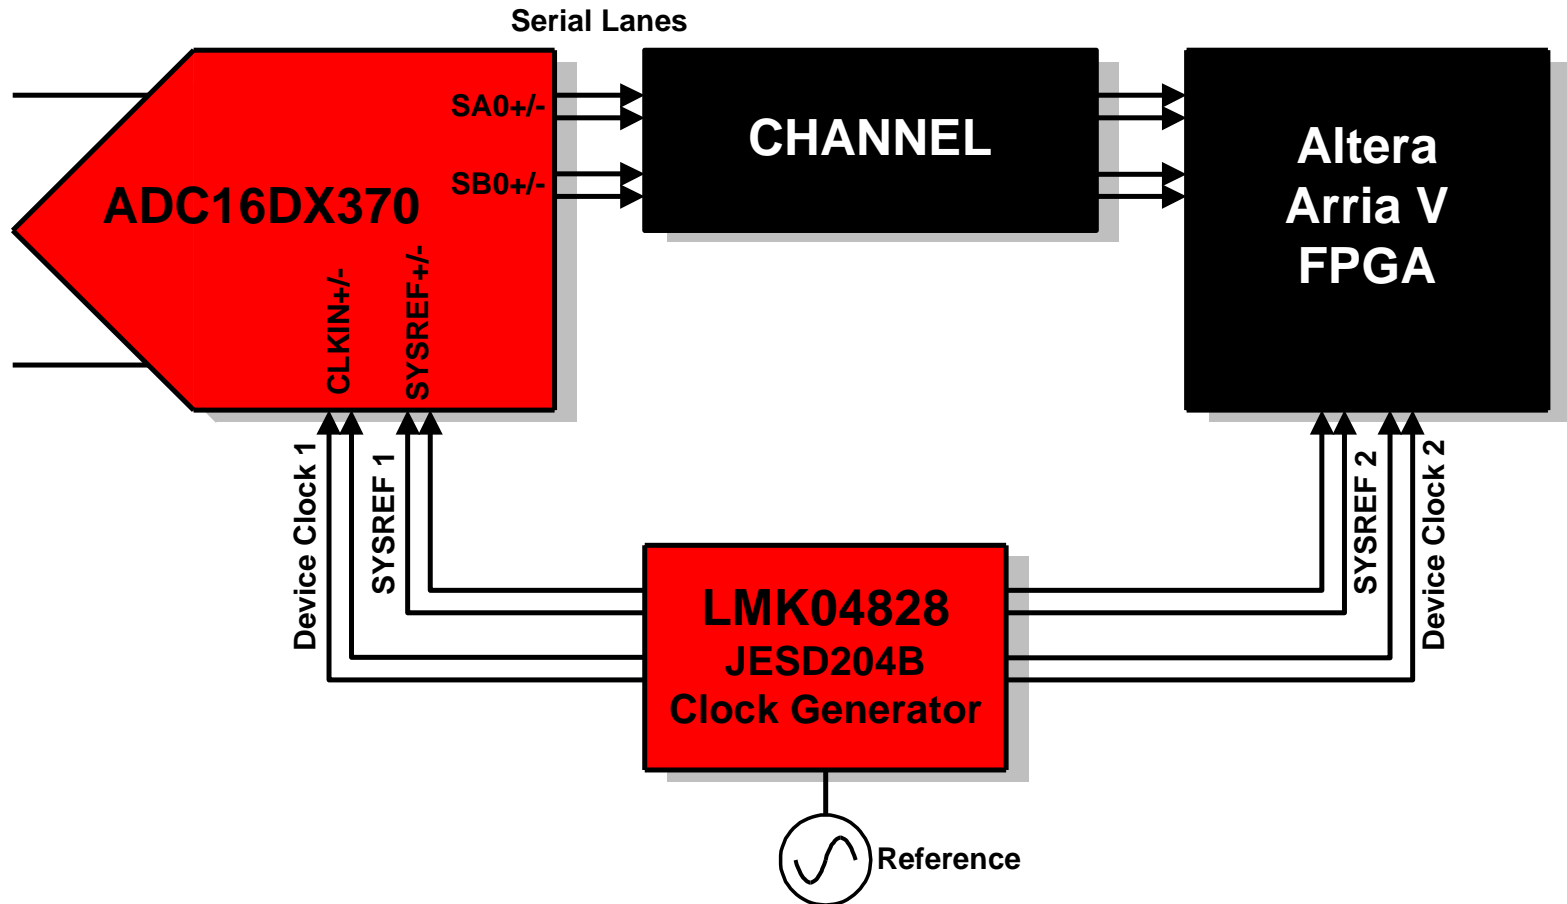 Serial Lanes
SA0+/-
SB0+/-
ADC16DX370
CLKIN+/-
SYSREF+/-
CHANNEL
Altera
Arria V
FPGA
Device Clock 1
SYSREF 1
SYSREF 2
Device Clock 2
LMK04828
JESD204B
Clock Generator
Reference